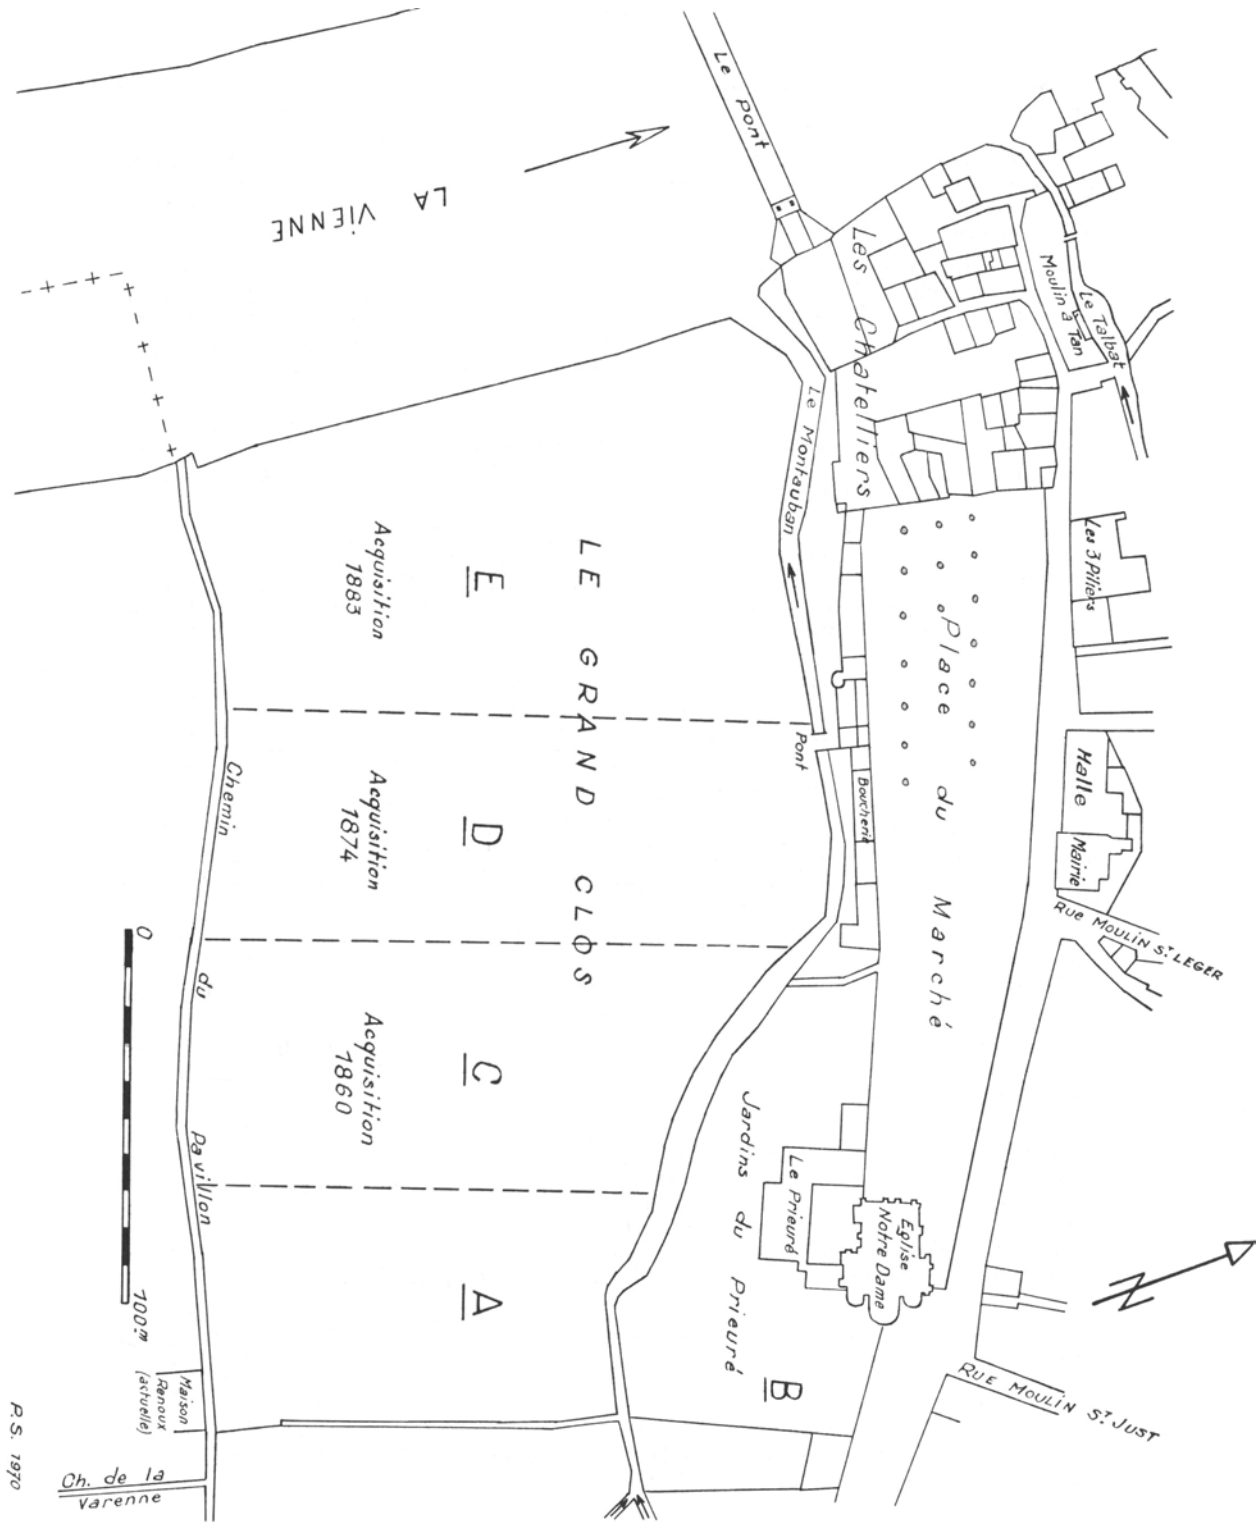 Le pont
LA VIENNE
Les Chatelliers
Moulin à Tan
Le Talbat
Le Montauban
Les 3 Piliers
Place du Marché
Pont
Boucherie
Halle
Mairie
RUE MOULIN ST LEGER
LE GRAND CLOS
E
Acquisition
1883
D
Acquisition
1874
C
Acquisition
1860
A
Chemin du Pavillon
Jardins du Prieuré
B
Le Prieuré
Eglise
Notre Dame
N
RUE MOULIN ST JUST
0
100m
Maison
Renoux
(actuelle)
Ch. de la
Varenne
P.S. 1970